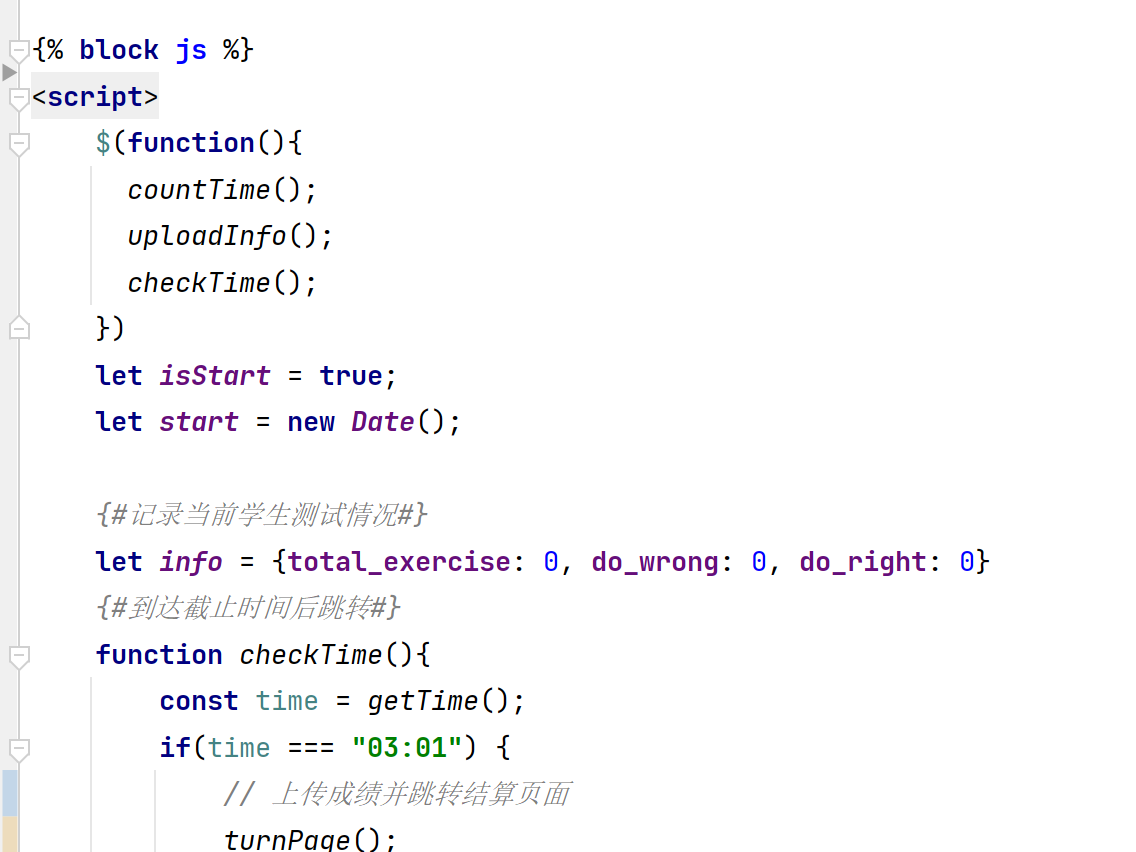 {% block js %}
<script>
$(function(){
countTime();
uploadInfo();
checkTime();
})
let isStart = true;
let start = new Date();
{#记录当前学生测试情况#}
let info = {total_exercise: 0, do_wrong: 0, do_right: 0}
{#到达截止时间后跳转#}
function checkTime(){
const time = getTime();
if(time === "03:01") {
// 上传成绩并跳转结算页面
turnPage();